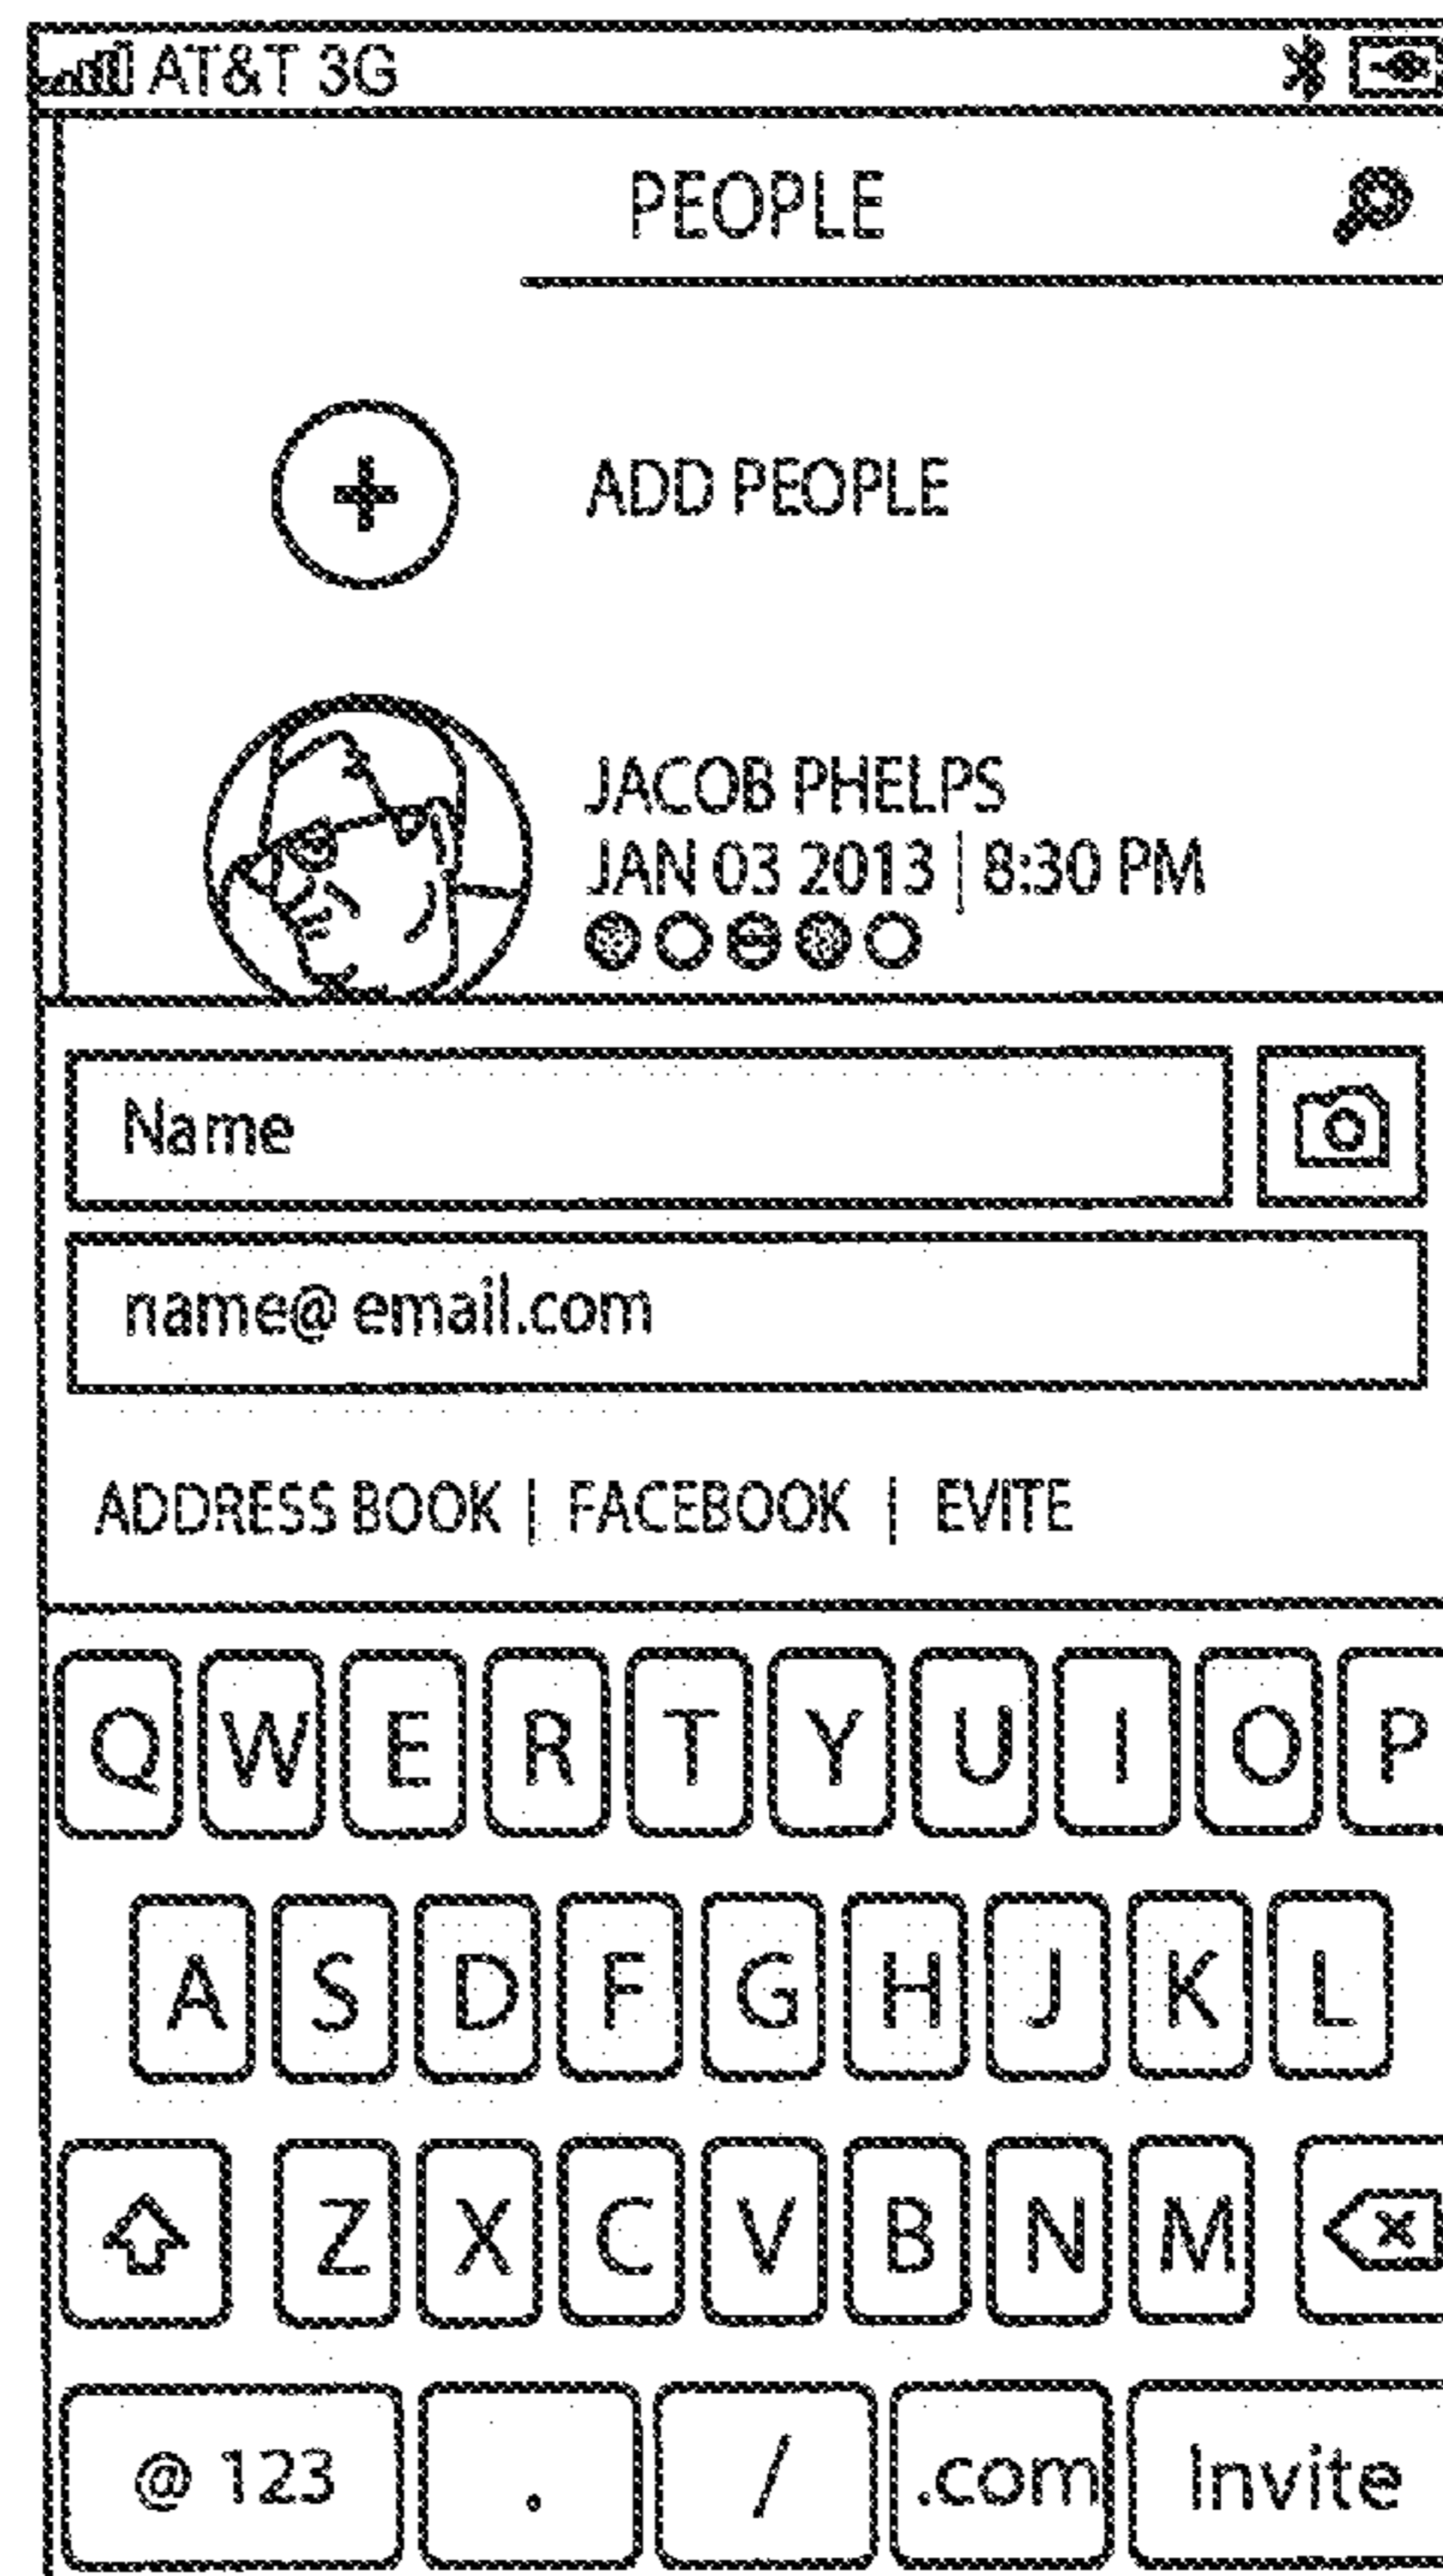 AT&T 3G
PEOPLE
+
ADD PEOPLE
JACOB PHELPS
JAN 03 2013 | 8:30 PM
Name
name@ email.com
ADDRESS BOOK | FACEBOOK | EVITE
Q W E R T Y U I O P
A S D F G H J K L
Z X C V B N M
@ 123 . / .com Invite